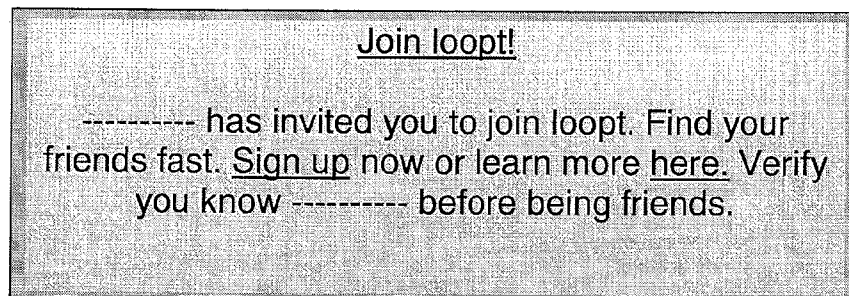 Join loopt!
---------- has invited you to join loopt. Find your
friends fast. Sign up now or learn more here. Verify
you know ---------- before being friends.